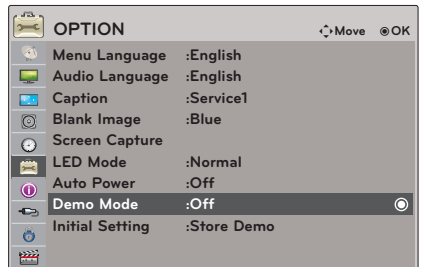 OPTION Move OK
Menu Language :English
Audio Language :English
Caption :Service1
Blank Image :Blue
Screen Capture
LED Mode :Normal
Auto Power :Off
Demo Mode :Off
Initial Setting :Store Demo